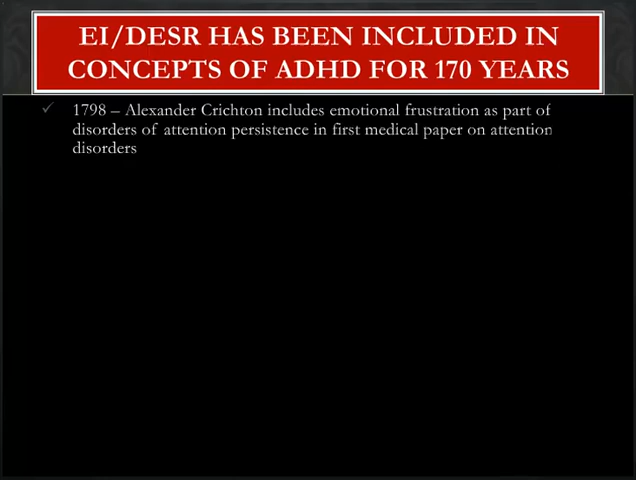 EI/DESR HAS BEEN INCLUDED IN
CONCEPTS OF ADHD FOR 170 YEARS
✓ 1798 – Alexander Crichton includes emotional frustration as part of
disorders of attention persistence in first medical paper on attention
disorders